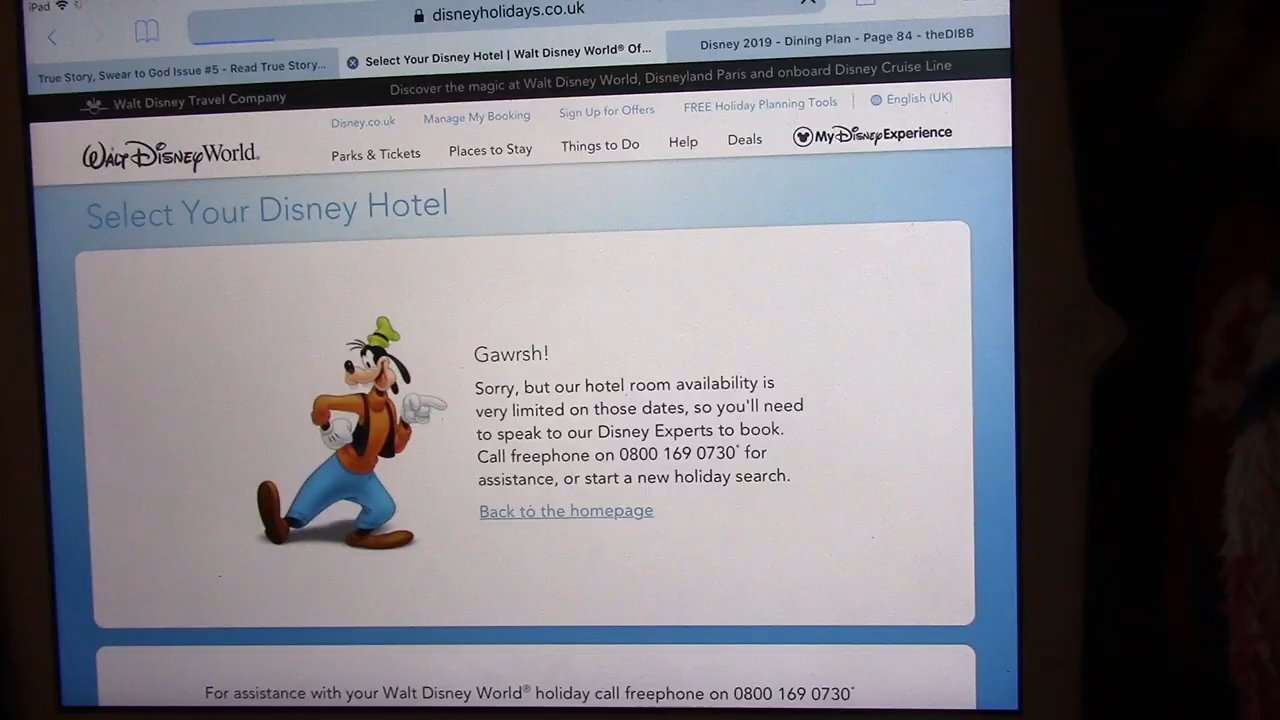 iPad
disneyholidays.co.uk
True Story, Swear to God Issue #5 - Read True Story...
Select Your Disney Hotel | Walt Disney World® Of...
Disney 2019 - Dining Plan - Page 84 - theDIBB
Walt Disney Travel Company
Discover the magic at Walt Disney World, Disneyland Paris and onboard Disney Cruise Line
Disney.co.uk
Manage My Booking
Sign Up for Offers
FREE Holiday Planning Tools
English (UK)
Walt Disney World.
Parks & Tickets
Places to Stay
Things to Do
Help
Deals
My Disney Experience
Select Your Disney Hotel
Gawrsh!
Sorry, but our hotel room availability is
very limited on those dates, so you'll need
to speak to our Disney Experts to book.
Call freephone on 0800 169 0730* for
assistance, or start a new holiday search.
Back to the homepage
For assistance with your Walt Disney World® holiday call freephone on 0800 169 0730*